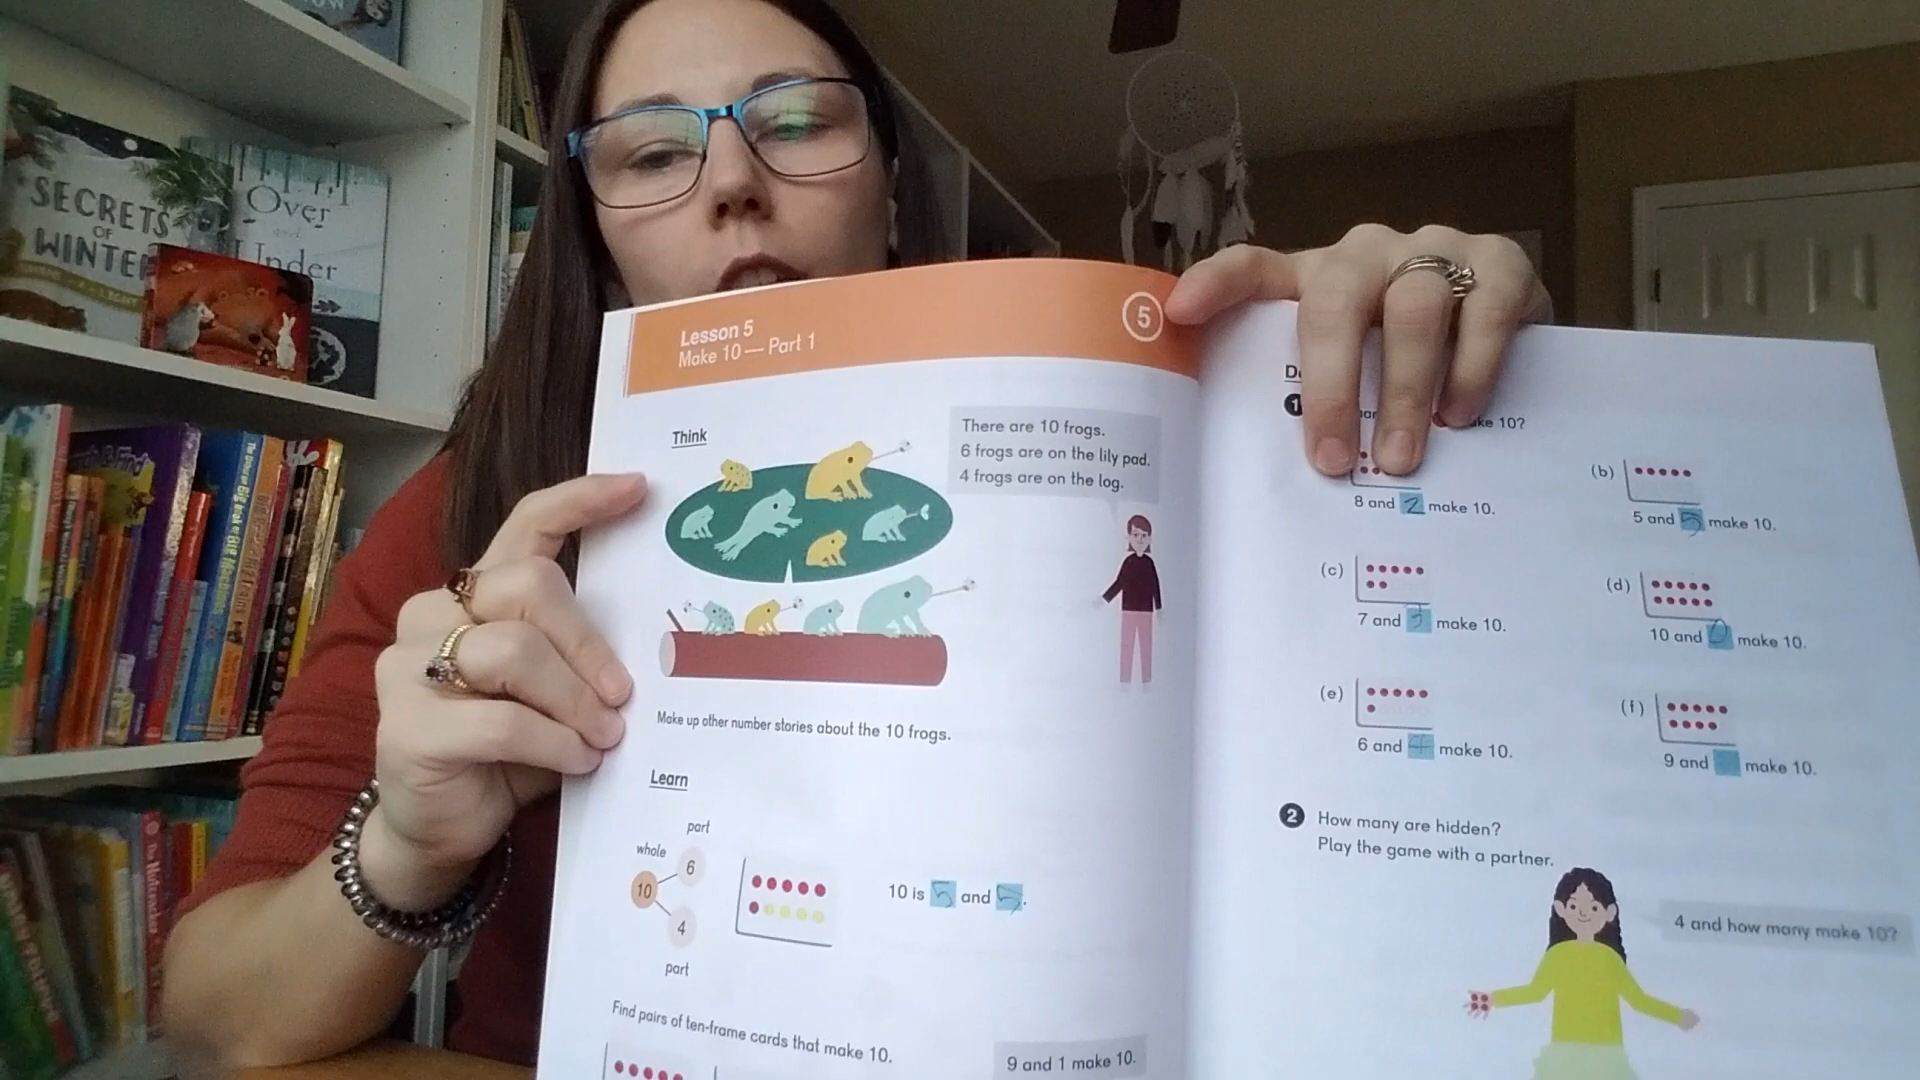 SECRETS
OF
WINTER
Over
and
Under
Lesson 5
Make 10 — Part 1
5
Think
There are 10 frogs.
6 frogs are on the lily pad.
4 frogs are on the log.
Make up other number stories about the 10 frogs.
Learn
part
whole
6
10
4
part
10 is 5 and 5.
Find pairs of ten-frame cards that make 10.
9 and 1 make 10.
1
10?
8 and 2 make 10.
(b)
5 and 5 make 10.
(c)
7 and 3 make 10.
(d)
10 and 0 make 10.
(e)
6 and 4 make 10.
(f)
9 and make 10.
2 How many are hidden?
Play the game with a partner.
4 and how many make 10?